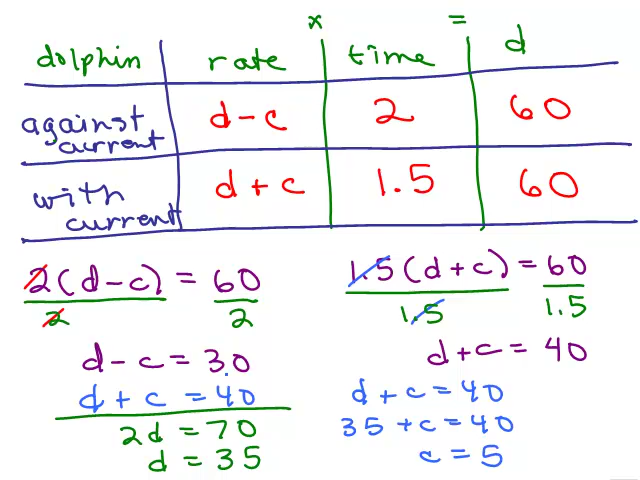 x =
dolphin rate time d
against current d - c 2 60
with current d + c 1.5 60
2(d - c) = 60
2 2
d - c = 30
d + c = 40
2d = 70
d = 35
1.5(d + c) = 60
1.5 1.5
d + c = 40
d + c = 40
35 + c = 40
c = 5